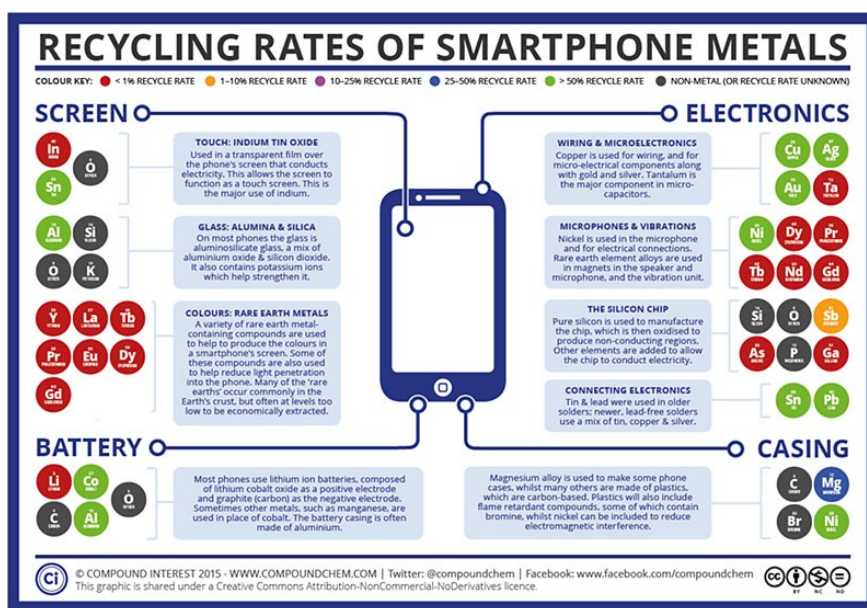 RECYCLING RATES OF SMARTPHONE METALS
COLOUR KEY: < 1% RECYCLE RATE 1–10% RECYCLE RATE 10–25% RECYCLE RATE 25–50% RECYCLE RATE > 50% RECYCLE RATE NON-METAL (OR RECYCLE RATE UNKNOWN)
SCREEN
In
O
Sn
TOUCH: INDIUM TIN OXIDE
Used in a transparent film over
the phone's screen that conducts
electricity. This allows the screen to
function as a touch screen. This is
the major use of indium.
Al Si
O K
GLASS: ALUMINA & SILICA
On most phones the glass is
aluminosilicate glass, a mix of
aluminium oxide & silicon dioxide.
It also contains potassium ions
which help strengthen it.
Y La Tb
Pr Eu Dy
Gd
COLOURS: RARE EARTH METALS
A variety of rare earth metal-
containing compounds are used
to help to produce the colours in
a smartphone's screen. Some of
these compounds are also used
to help reduce light penetration
into the phone. Many of the 'rare
earths' occur commonly in the
Earth's crust, but often at levels too
low to be economically extracted.
ELECTRONICS
WIRING & MICROELECTRONICS
Copper is used for wiring, and for
micro-electrical components along
with gold and silver. Tantalum is
the major component in micro-
capacitors.
Cu Ag
Au Ta
MICROPHONES & VIBRATIONS
Nickel is used in the microphone
and for electrical connections.
Rare earth element alloys are used
in magnets in the speaker and
microphone, and the vibration unit.
Ni Dy Pr
Tb Nd Gd
THE SILICON CHIP
Pure silicon is used to manufacture
the chip, which is then oxidised to
produce non-conducting regions.
Other elements are added to allow
the chip to conduct electricity.
Si O Sb
As P Ga
CONNECTING ELECTRONICS
Tin & lead were used in older
solders; newer, lead-free solders
use a mix of tin, copper & silver.
Sn Pb
BATTERY
Li Co
O
C Al
Most phones use lithium ion batteries, composed
of lithium cobalt oxide as a positive electrode
and graphite (carbon) as the negative electrode.
Sometimes other metals, such as manganese, are
used in place of cobalt. The battery casing is often
made of aluminium.
CASING
Magnesium alloy is used to make some phone
cases, whilst many others are made of plastics,
which are carbon-based. Plastics will also include
flame retardant compounds, some of which contain
bromine, whilst nickel can be included to reduce
electromagnetic interference.
C Mg
Br Ni
Ci
© COMPOUND INTEREST 2015 - WWW.COMPOUNDCHEM.COM | Twitter: @compoundchem | Facebook: www.facebook.com/compoundchem
This graphic is shared under a Creative Commons Attribution-NonCommercial-NoDerivatives licence.
BY NC ND